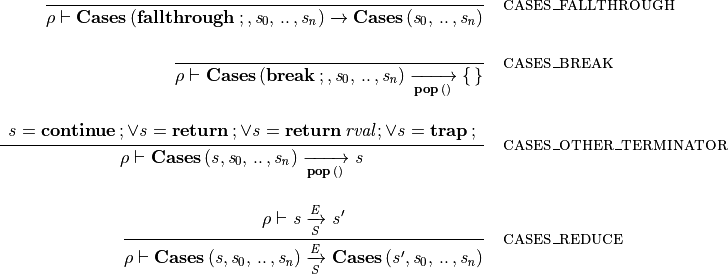 ρ ⊢ Cases (fallthrough ; , s₀, .. , sₙ) → Cases (s₀, .. , sₙ) CASES_FALLTHROUGH
ρ ⊢ Cases (break ; , s₀, .. , sₙ) ⟶ { } CASES_BREAK
pop ()
s = continue ; ∨s = return ; ∨s = return rval; ∨s = trap ;
ρ ⊢ Cases (s, s₀, .. , sₙ) ⟶ s CASES_OTHER_TERMINATOR
pop ()
ρ ⊢ s E→S s′
ρ ⊢ Cases (s, s₀, .. , sₙ) E→S Cases (s′, s₀, .. , sₙ) CASES_REDUCE